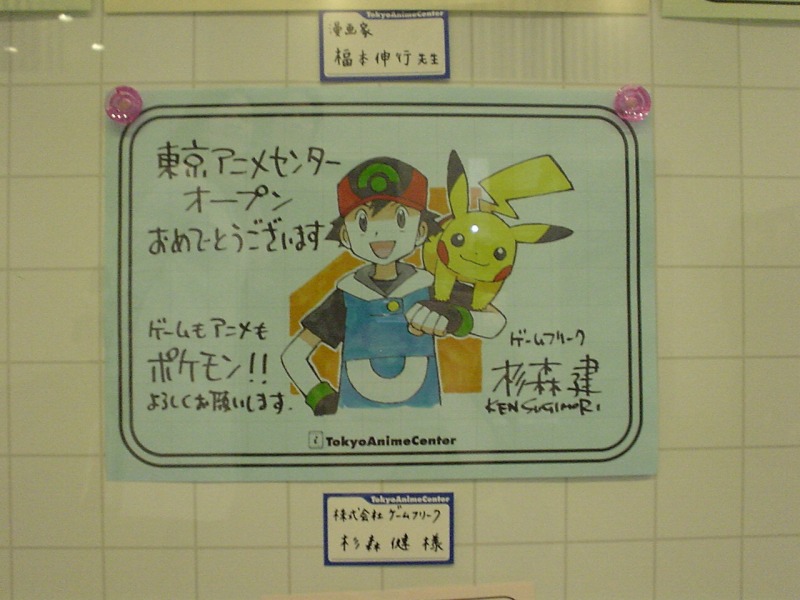 TokyoAnimeCenter
漫画家
福本伸行先生
東京アニメセンター
オープン
おめでとうございます
ゲームもアニメも
ポケモン!!
よろしくお願いします.
ゲームフリーク
杉森建
KEN SUGIMORI
i TokyoAnimeCenter
TokyoAnimeCenter
株式会社ゲームフリーク
杉森健様